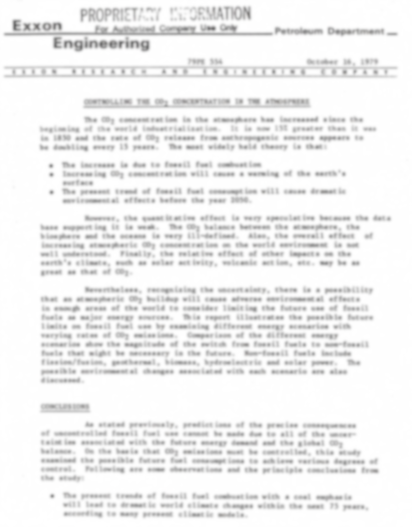 PROPRIETARY INFORMATION
Exxon For Authorized Company Use Only Petroleum Department
Engineering
79PE 554 October 16, 1979
EXXON RESEARCH AND ENGINEERING COMPANY
CONTROLLING THE CO2 CONCENTRATION IN THE ATMOSPHERE
The CO2 concentration in the atmosphere has increased since the
beginning of the world industrialization. It is now 15% greater than it was
in 1850 and the rate of CO2 release from anthropogenic sources appears to
be doubling every 15 years. The most widely held theory is that:
• The increase is due to fossil fuel combustion
• Increasing CO2 concentration will cause a warming of the earth's
surface
• The present trend of fossil fuel consumption will cause dramatic
environmental effects before the year 2050.
However, the quantitative effect is very speculative because the data
base supporting it is weak. The CO2 balance between the atmosphere, the
biosphere and the oceans is very ill-defined. Also, the overall effect of
increasing atmospheric CO2 concentration on the world environment is not
well understood. Finally, the relative effect of other impacts on the
earth's climate, such as solar activity, volcanic action, etc. may be as
great as that of CO2.
Nevertheless, recognizing the uncertainty, there is a possibility
that an atmospheric CO2 buildup will cause adverse environmental effects
in enough areas of the world to consider limiting the future use of fossil
fuels as major energy sources. This report illustrates the possible future
limits on fossil fuel use by examining different energy scenarios with
varying rates of CO2 emissions. Comparison of the different energy
scenarios show the magnitude of the switch from fossil fuels to non-fossil
fuels that might be necessary in the future. Non-fossil fuels include
fission/fusion, geothermal, biomass, hydroelectric and solar power. The
possible environmental changes associated with each scenario are also
discussed.
CONCLUSIONS
As stated previously, predictions of the precise consequences
of uncontrolled fossil fuel use cannot be made due to all of the uncer-
tainties associated with the future energy demand and the global CO2
balance. On the basis that CO2 emissions must be controlled, this study
examined the possible future fuel consumptions to achieve various degrees of
control. Following are some observations and the principle conclusions from
the study:
• The present trends of fossil fuel combustion with a coal emphasis
will lead to dramatic world climate changes within the next 75 years,
according to many present climatic models.